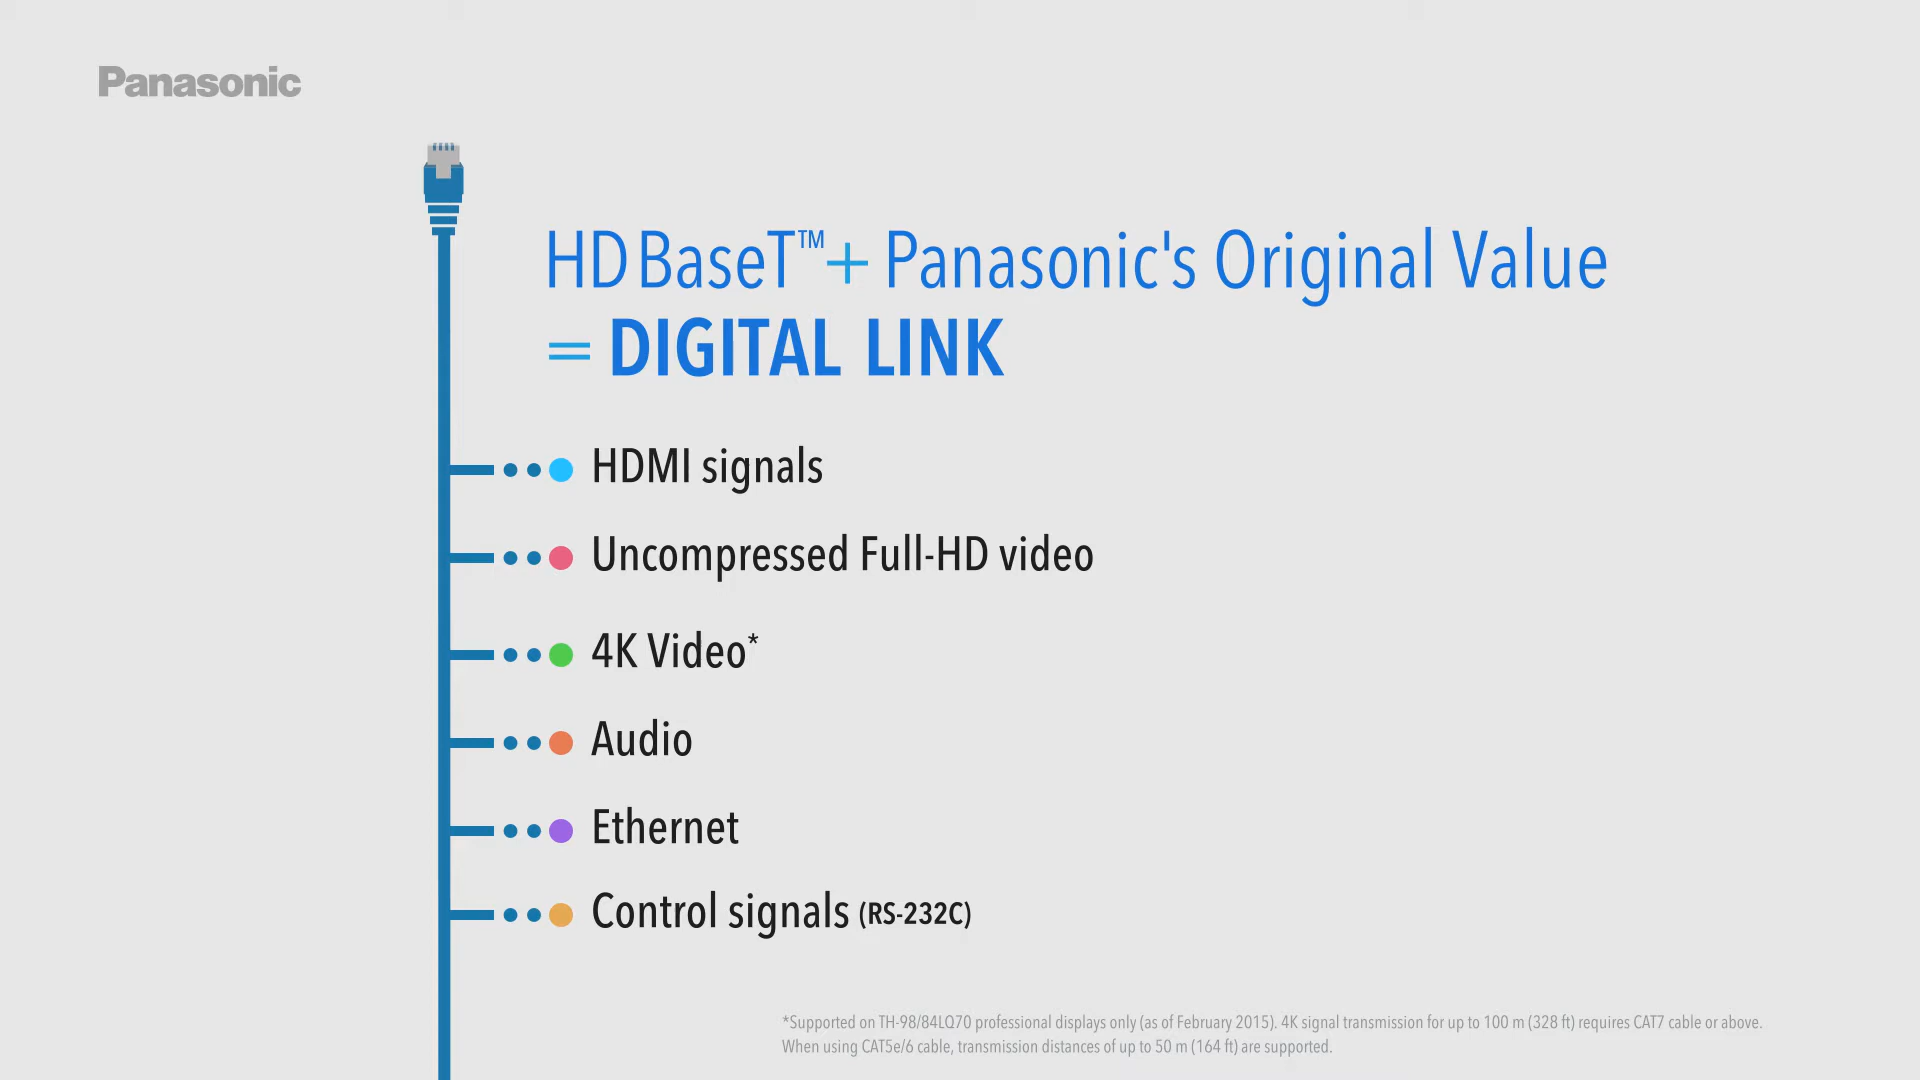 Panasonic
HDBaseT™+ Panasonic's Original Value
= DIGITAL LINK
HDMI signals
Uncompressed Full-HD video
4K Video*
Audio
Ethernet
Control signals (RS-232C)
*Supported on TH-98/84LQ70 professional displays only (as of February 2015). 4K signal transmission for up to 100 m (328 ft) requires CAT7 cable or above.
When using CAT5e/6 cable, transmission distances of up to 50 m (164 ft) are supported.